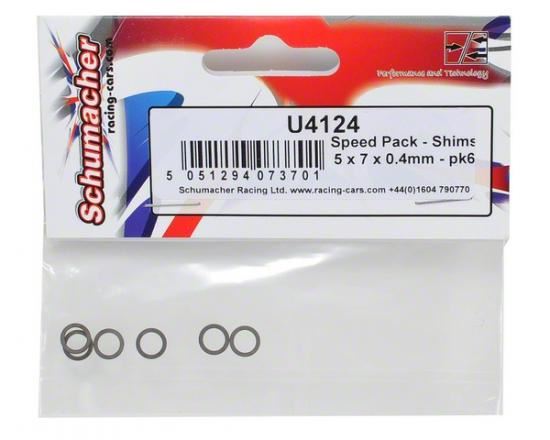 Schumacher
racing-cars.com
Performance and Technology
U4124
Speed Pack - Shims
5 x 7 x 0.4mm - pk6
5 051294 073701
Schumacher Racing Ltd. www.racing-cars.com +44(0)1604 790770